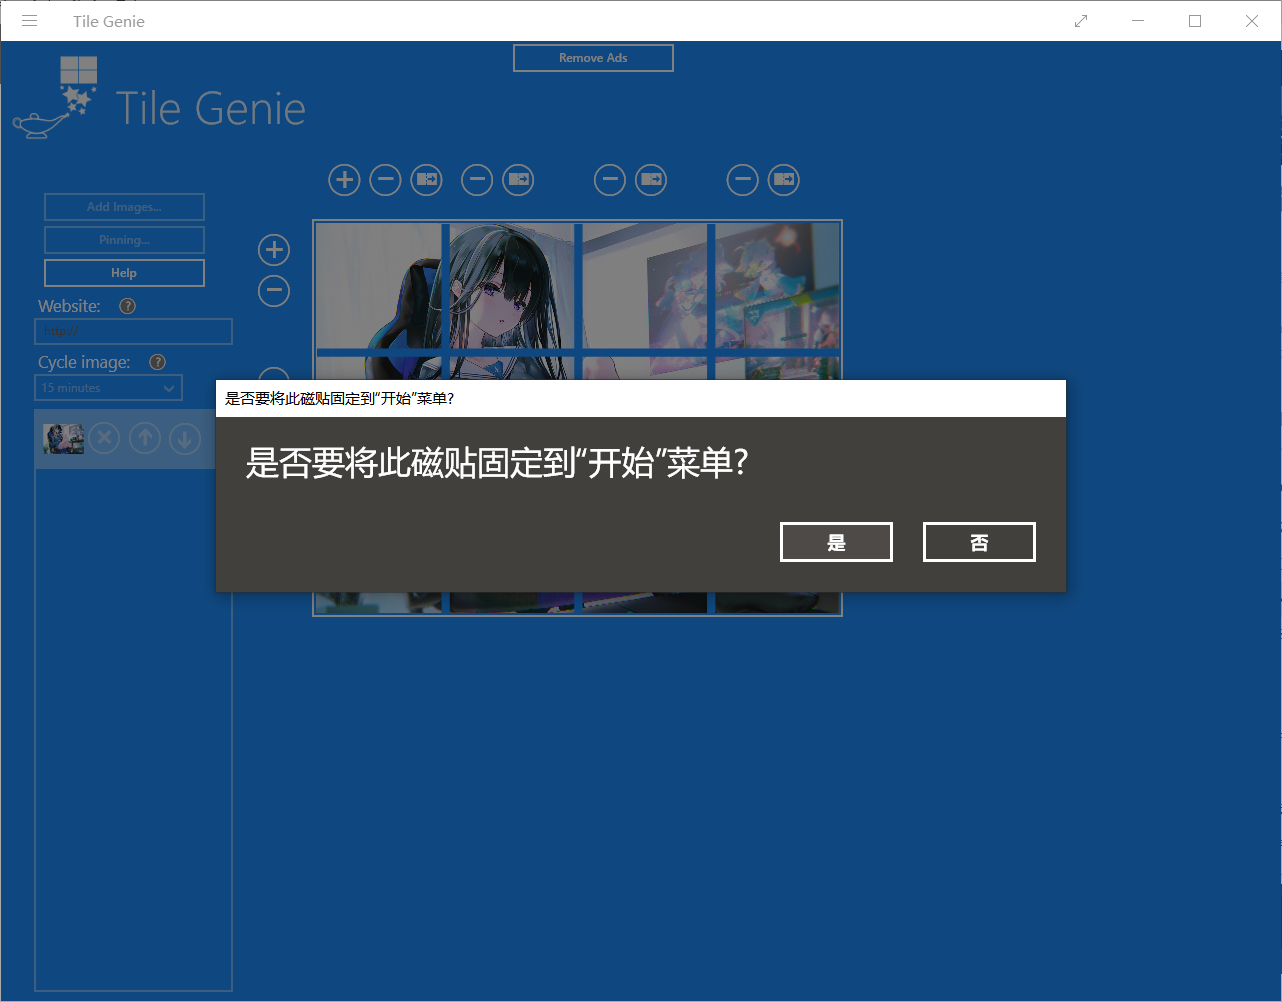 Tile Genie
Remove Ads
Tile Genie
Add Images...
Pinning...
Help
Website:
?
http://
Cycle image:
?
15 minutes
是否要将此磁贴固定到“开始”菜单?
是否要将此磁贴固定到“开始”菜单?
是
否